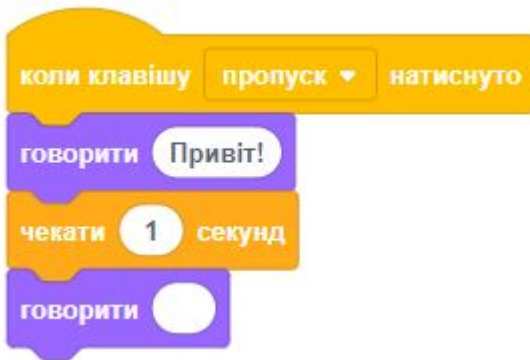 коли клавішу пропуск натиснуто
говорити Привіт!
чекати 1 секунд
говорити